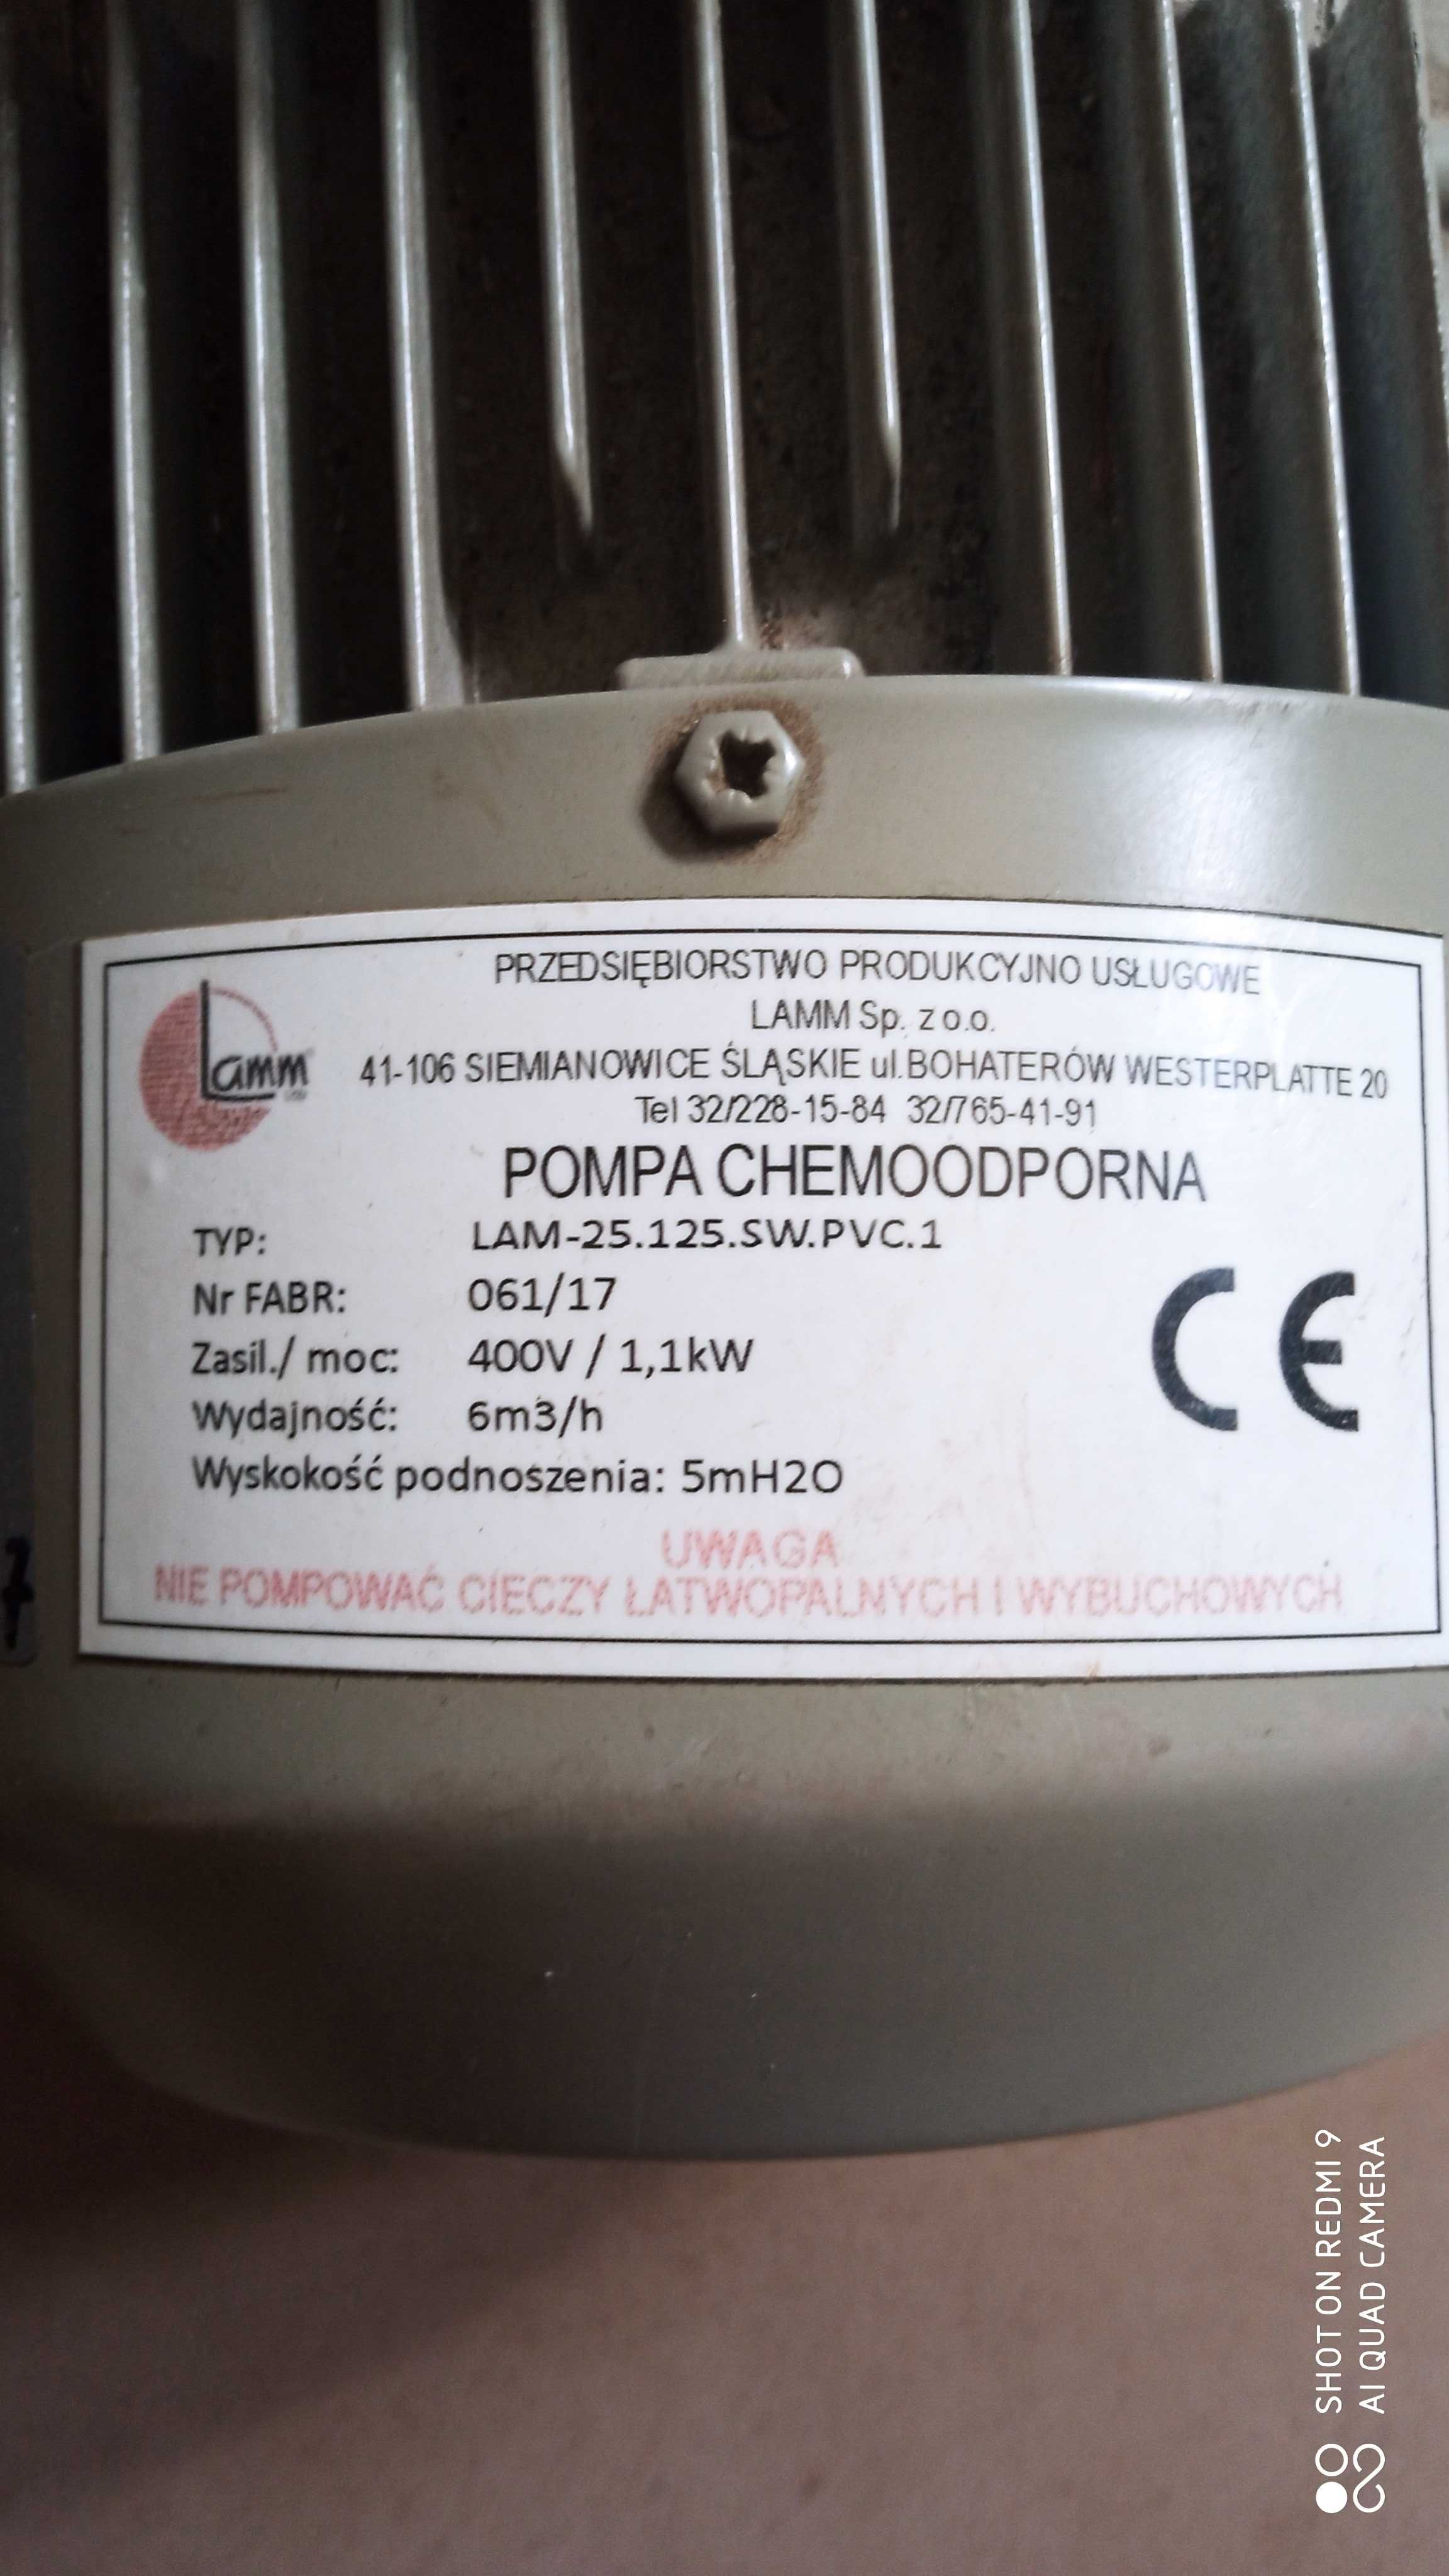 PRZEDSIĘBIORSTWO PRODUKCYJNO USŁUGOWE
LAMM Sp. z o.o.
Lamm
41-106 SIEMIANOWICE ŚLĄSKIE ul.BOHATERÓW WESTERPLATTE 20
Tel 32/228-15-84 32/765-41-91
POMPA CHEMOODPORNA
TYP: LAM-25.125.SW.PVC.1
Nr FABR: 061/17
Zasil./ moc: 400V / 1,1kW
Wydajność: 6m3/h
Wyskokość podnoszenia: 5mH2O
CE
UWAGA
NIE POMPOWAĆ CIECZY ŁATWOPALNYCH I WYBUCHOWYCH
SHOT ON REDMI 9
AI QUAD CAMERA